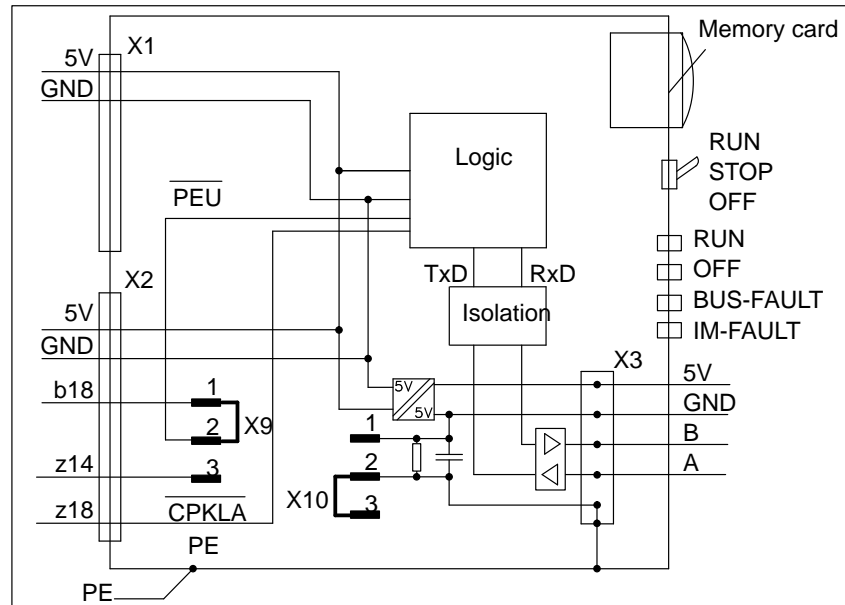 X1
5V
GND
PEU
Logic
Memory card
RUN
STOP
OFF
RUN
OFF
BUS-FAULT
IM-FAULT
TxD
RxD
Isolation
X2
5V
GND
b18
1
2
X9
z14
3
z18
CPKLA
PE
PE
5V
5V
1
2
X10
3
X3
5V
GND
B
A